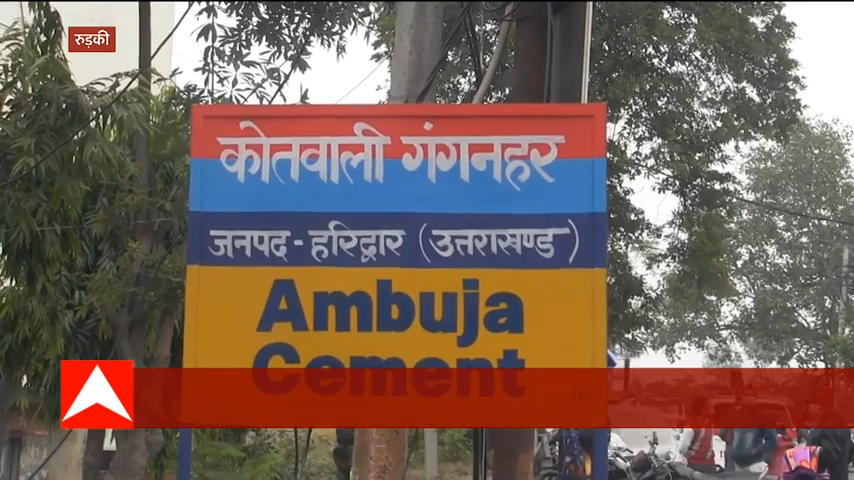 रुड़की
कोतवाली गंगनहर
जनपद - हरिद्वार (उत्तराखण्ड)
Ambuja
Cement